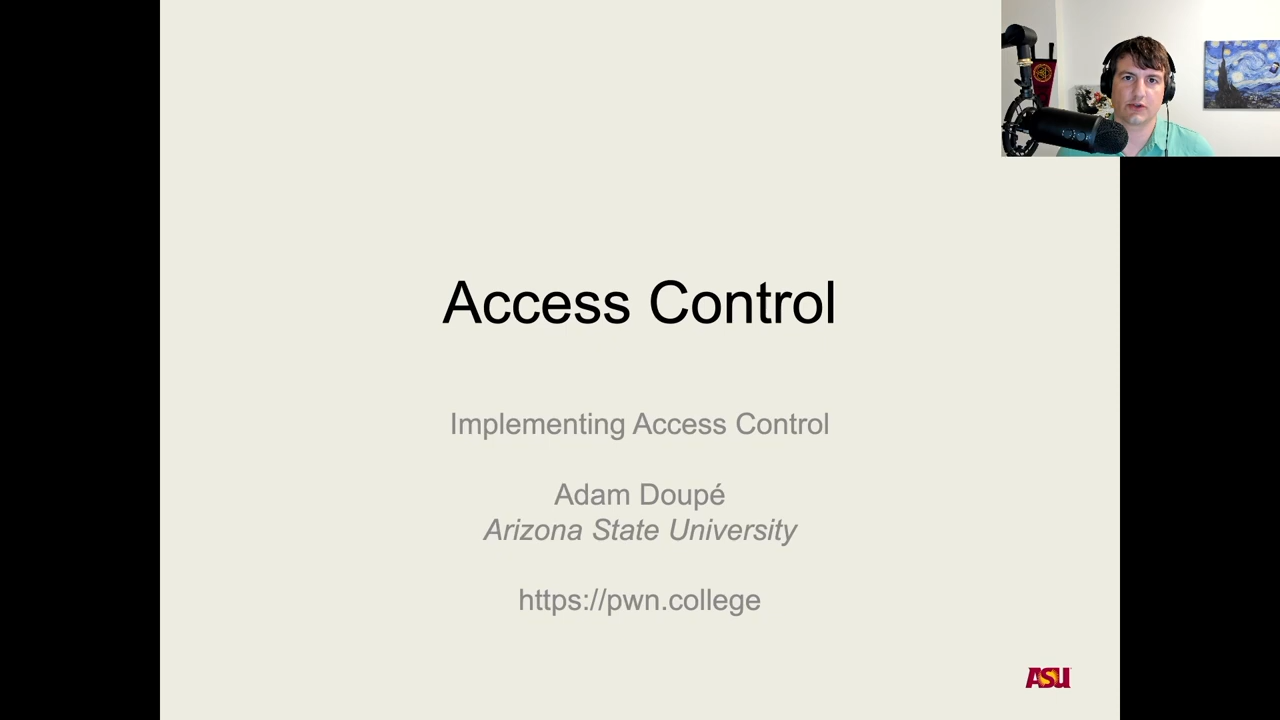 Access Control
Implementing Access Control
Adam Doupé
Arizona State University
https://pwn.college
ASU